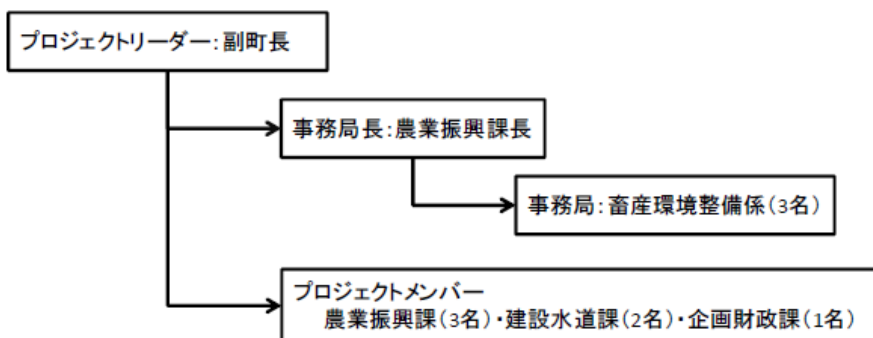 プロジェクトリーダー：副町長
事務局長：農業振興課長
事務局：畜産環境整備係（3名）
プロジェクトメンバー
農業振興課（3名）・建設水道課（2名）・企画財政課（1名）